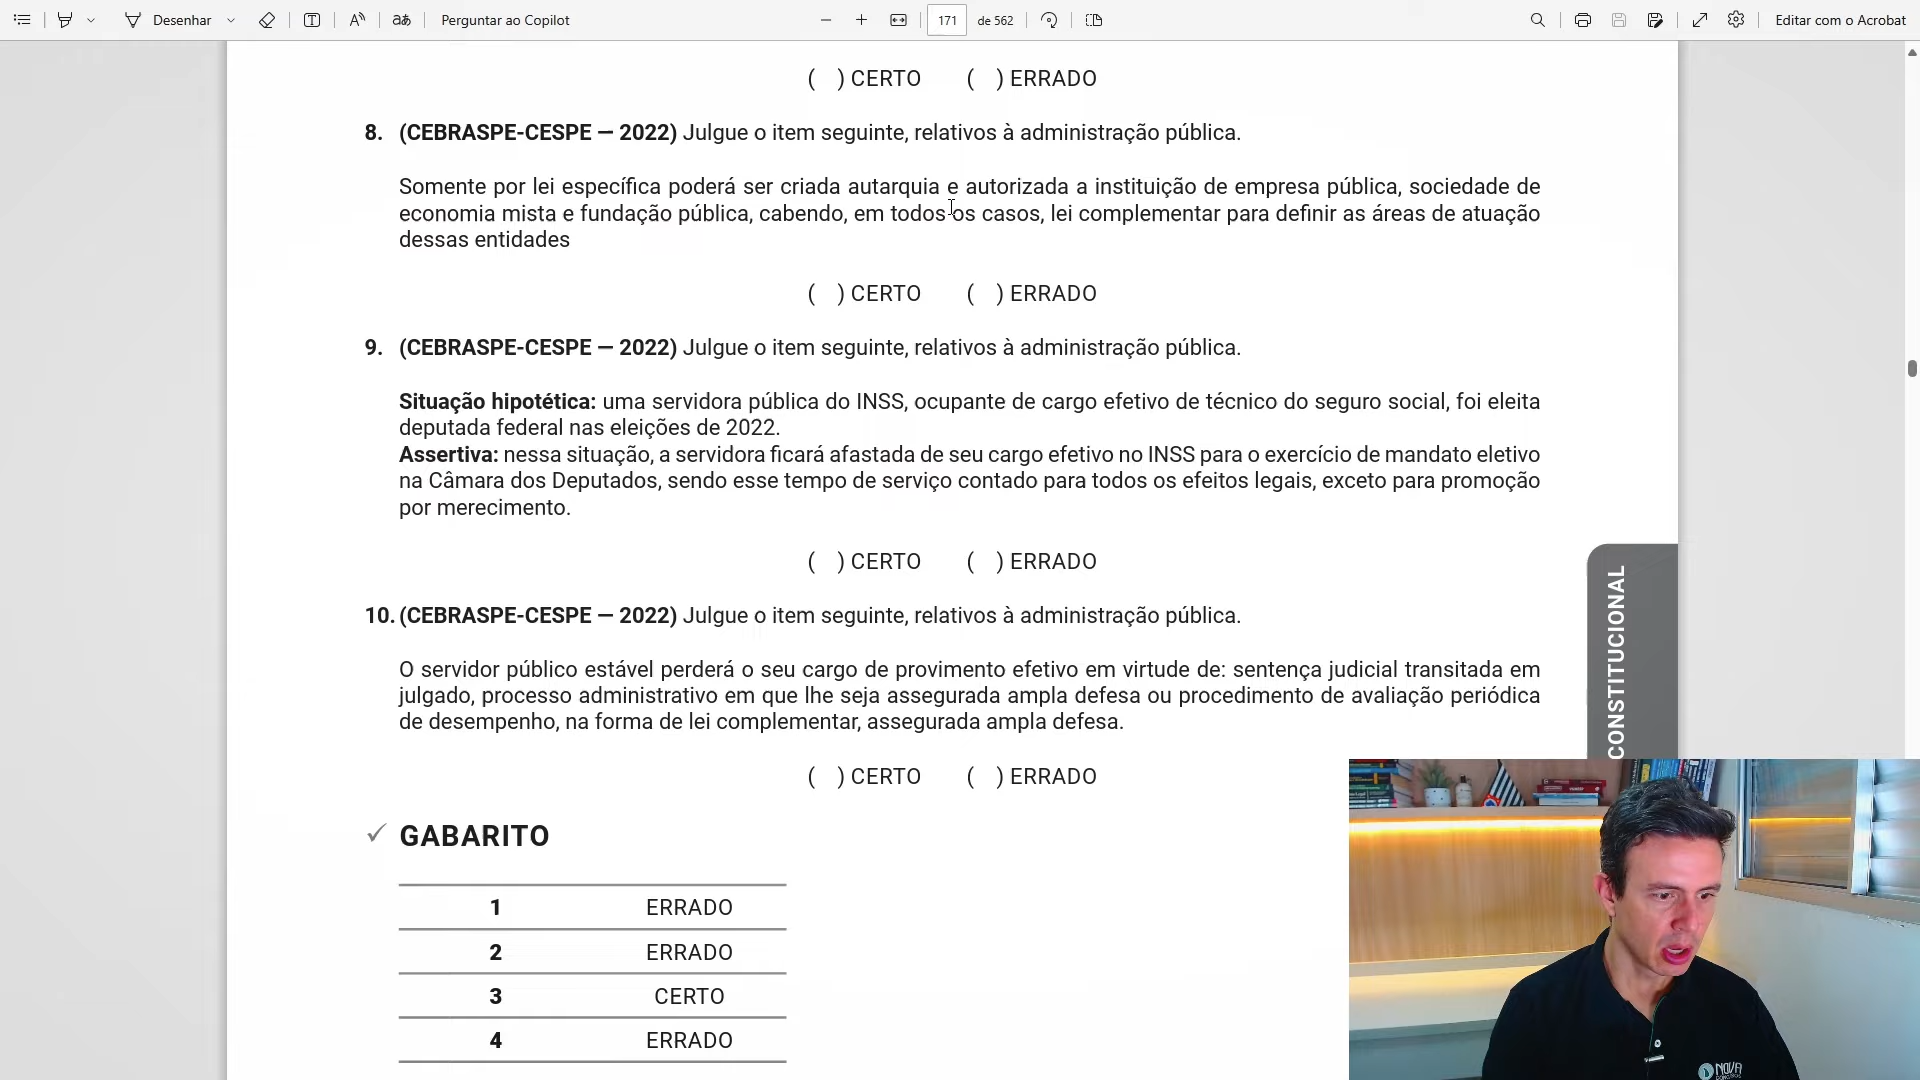 Desenhar
Perguntar ao Copilot
171
de 562
Editar com o Acrobat
( ) CERTO ( ) ERRADO
8. (CEBRASPE-CESPE — 2022) Julgue o item seguinte, relativos à administração pública.
Somente por lei específica poderá ser criada autarquia e autorizada a instituição de empresa pública, sociedade de
economia mista e fundação pública, cabendo, em todos os casos, lei complementar para definir as áreas de atuação
dessas entidades
( ) CERTO ( ) ERRADO
9. (CEBRASPE-CESPE — 2022) Julgue o item seguinte, relativos à administração pública.
Situação hipotética: uma servidora pública do INSS, ocupante de cargo efetivo de técnico do seguro social, foi eleita
deputada federal nas eleições de 2022.
Assertiva: nessa situação, a servidora ficará afastada de seu cargo efetivo no INSS para o exercício de mandato eletivo
na Câmara dos Deputados, sendo esse tempo de serviço contado para todos os efeitos legais, exceto para promoção
por merecimento.
( ) CERTO ( ) ERRADO
10. (CEBRASPE-CESPE — 2022) Julgue o item seguinte, relativos à administração pública.
O servidor público estável perderá o seu cargo de provimento efetivo em virtude de: sentença judicial transitada em
julgado, processo administrativo em que lhe seja assegurada ampla defesa ou procedimento de avaliação periódica
de desempenho, na forma de lei complementar, assegurada ampla defesa.
( ) CERTO ( ) ERRADO
CONSTITUCIONAL
GABARITO
1 ERRADO
2 ERRADO
3 CERTO
4 ERRADO
NOVA